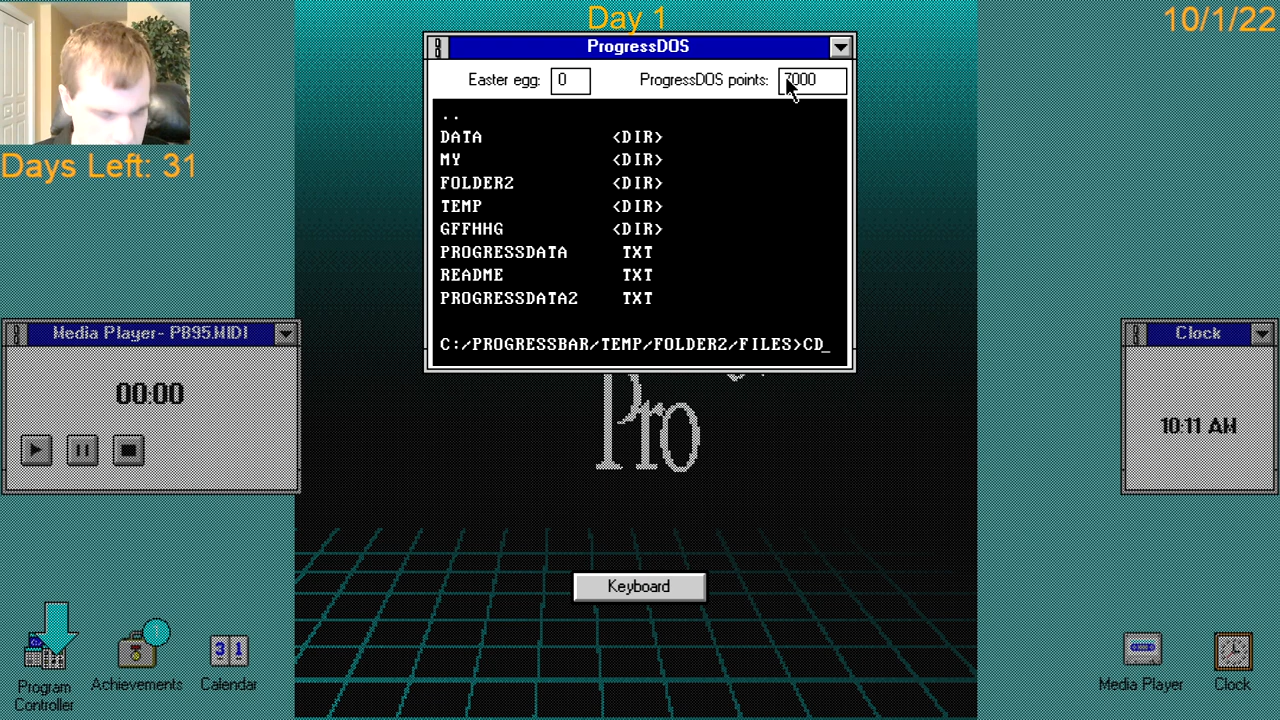 Day 1
10/1/22
ProgressDOS
Easter egg: 0
ProgressDOS points: 7000
Days Left: 31
..
DATA <DIR>
MY <DIR>
FOLDER2 <DIR>
TEMP <DIR>
GFFHHG <DIR>
PROGRESSDATA TXT
README TXT
PROGRESSDATA2 TXT
C:/PROGRESSBAR/TEMP/FOLDER2/FILES>CD_
Media Player- PB95.MIDI
00:00
Clock
10:11 AM
Pro
Keyboard
Program
Controller
1
Achievements
31
Calendar
Media Player
Clock